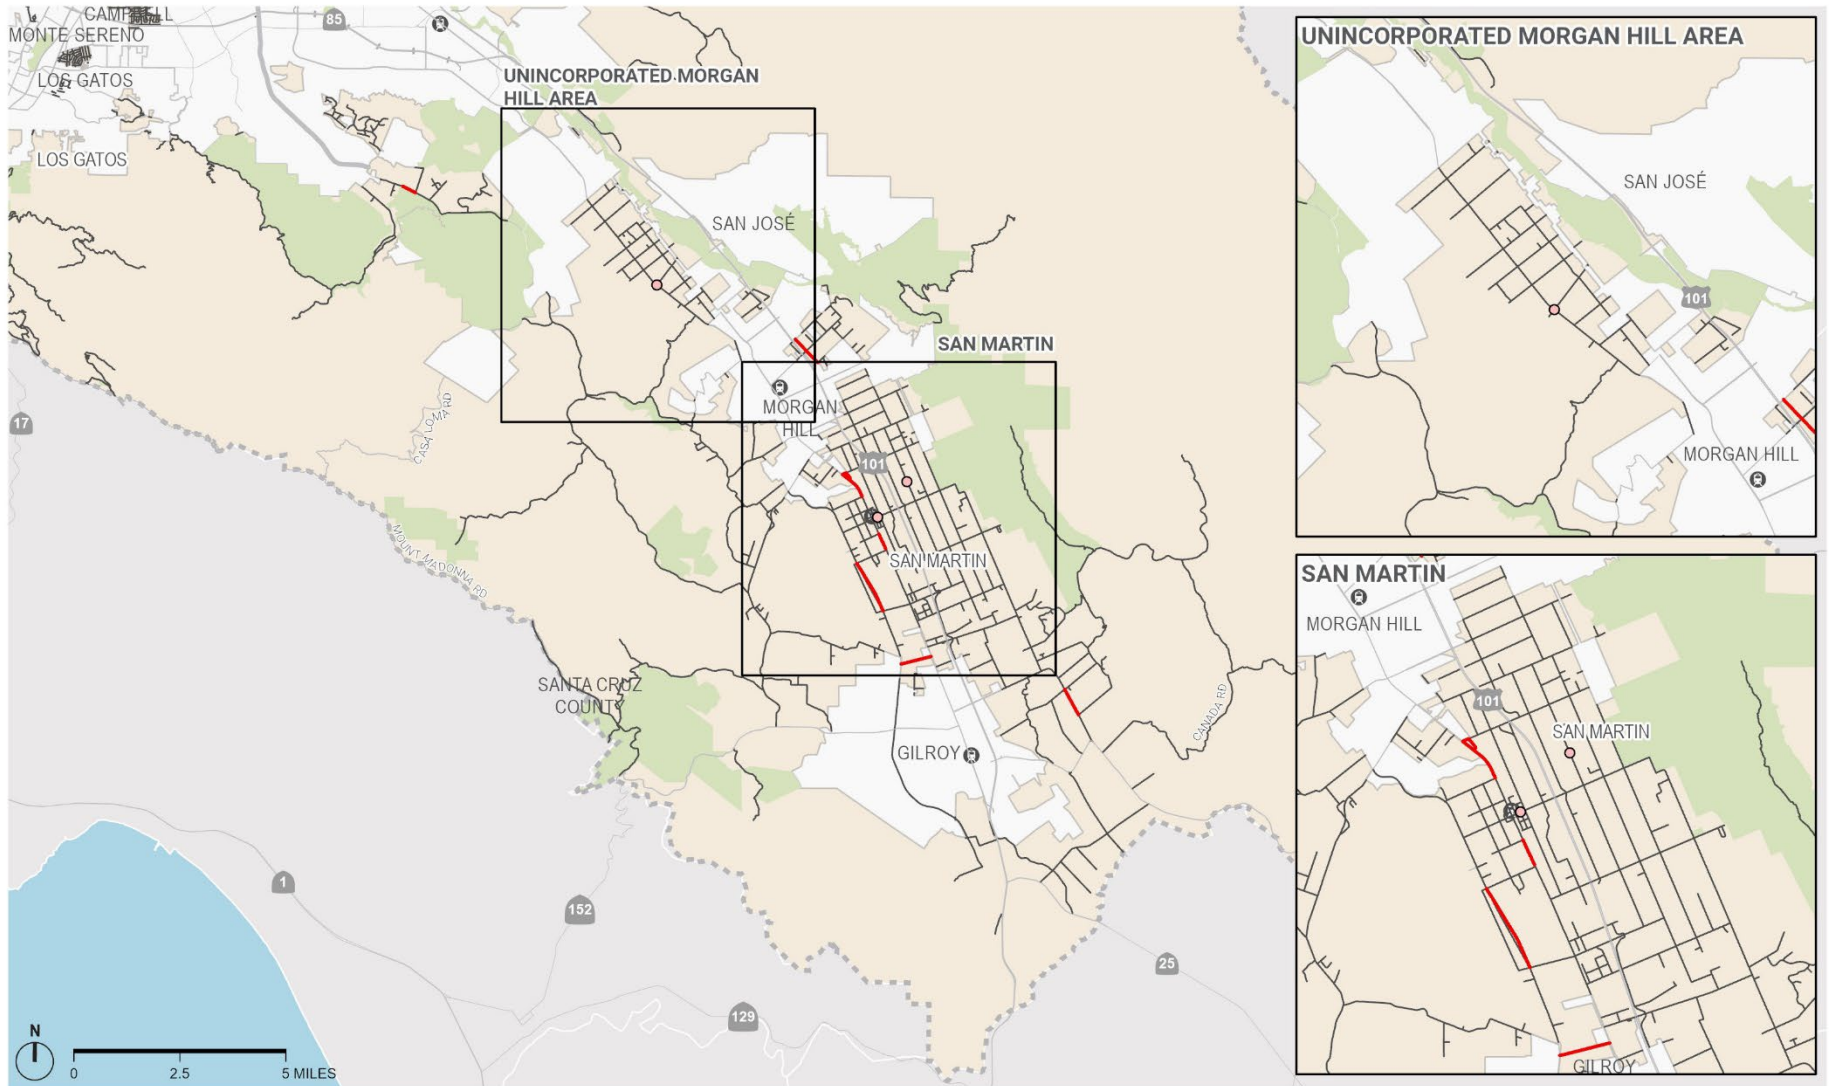 CAMPBELL
MONTE SERENO
LOS GATOS
LOS GATOS
85
UNINCORPORATED MORGAN
HILL AREA
SAN JOSÉ
SAN MARTIN
MORGAN
HILL
101
SAN MARTIN
17
CASA LOMA RD
MOUNT MADONNA RD
SANTA CRUZ
COUNTY
GILROY
CANADA RD
1
152
129
25
N
0
2.5
5 MILES
UNINCORPORATED MORGAN HILL AREA
SAN JOSÉ
101
MORGAN HILL
SAN MARTIN
MORGAN HILL
101
SAN MARTIN
GILROY